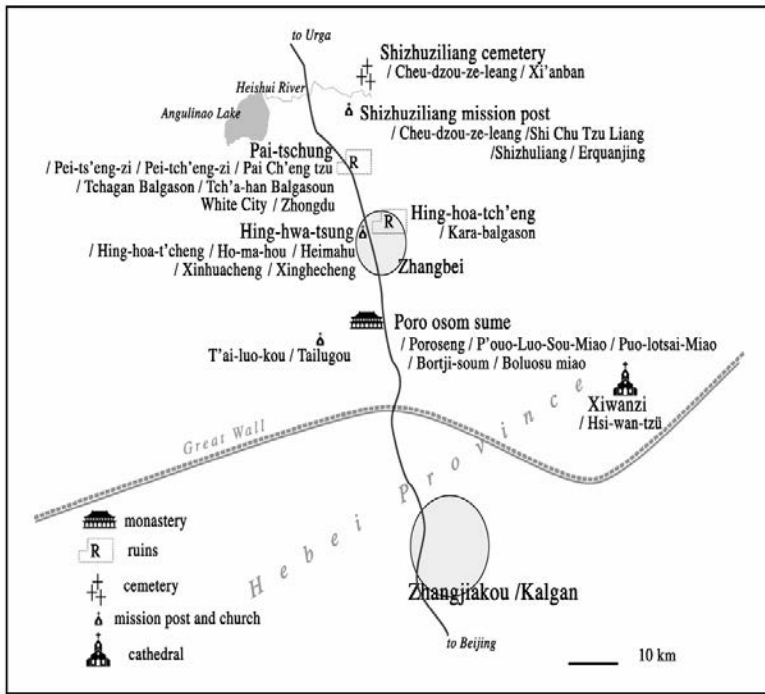 to Urga
Shizhuziliang cemetery
/ Cheu-dzou-ze-leang / Xi'anban
Heishui River
Angulinao Lake
Shizhuziliang mission post
/ Cheu-dzou-ze-leang /Shi Chu Tzu Liang
/Shizhuliang / Erquanjing
Pai-tschung
R
/ Pei-ts'eng-zi / Pei-tch'eng-zi / Pai Ch'eng tzu
/ Tchagan Balgason / Tch'a-han Balgasoun
White City / Zhongdu
Hing-hoa-tch'eng
R
/ Kara-balgason
Hing-hwa-tsung
/ Hing-hoa-t'cheng / Ho-ma-hou / Heimahu
/ Xinhuacheng / Xinghecheng
Zhangbei
Poro osom sume
/ Poroseng / P'ouo-Luo-Sou-Miao / Puo-lotsai-Miao
/ Bortji-soum / Boluosu miao
T'ai-luo-kou / Tailugou
Xiwanzi
/ Hsi-wan-tzü
Great Wall
Hebei Province
Zhangjiakou /Kalgan
to Beijing
monastery
R ruins
cemetery
mission post and church
cathedral
10 km